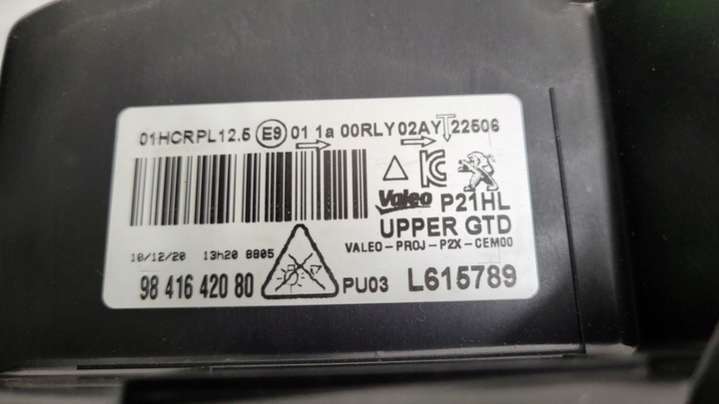 01HCRPL12.5 E9 01 1a 00RLY02AY 22506
Valeo P21HL
UPPER GTD
VALEO-PROJ-P2X-CEM00
10/12/20 13h20 8805
98 416 420 80 PU03 L615789